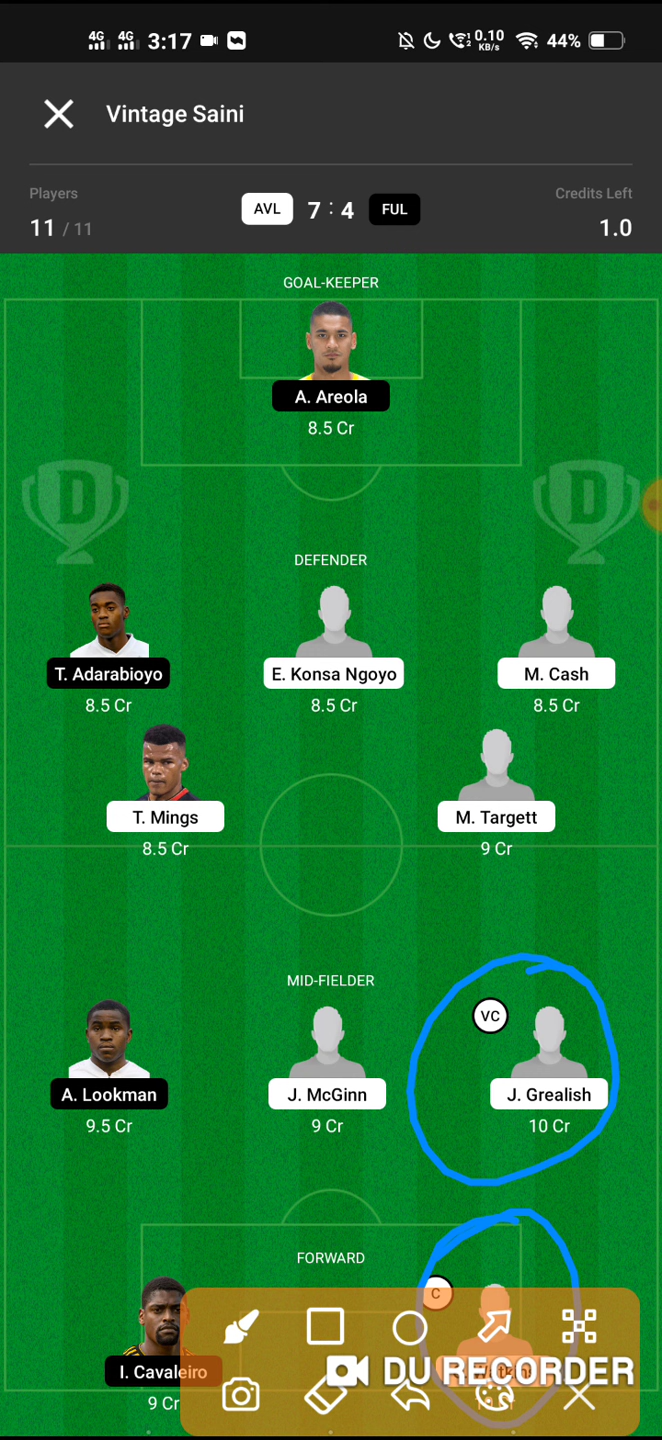 4G 4G 3:17 2 0.10 KB/s 44%
Vintage Saini
Players Credits Left
11 / 11 AVL 7 : 4 FUL 1.0
GOAL-KEEPER
A. Areola
8.5 Cr
D D
DEFENDER
T. Adarabioyo E. Konsa Ngoyo M. Cash
8.5 Cr 8.5 Cr 8.5 Cr
T. Mings M. Targett
8.5 Cr 9 Cr
MID-FIELDER
VC
A. Lookman J. McGinn J. Grealish
9.5 Cr 9 Cr 10 Cr
FORWARD
C
I. Cavaleiro
DU RECORDER
9 Cr